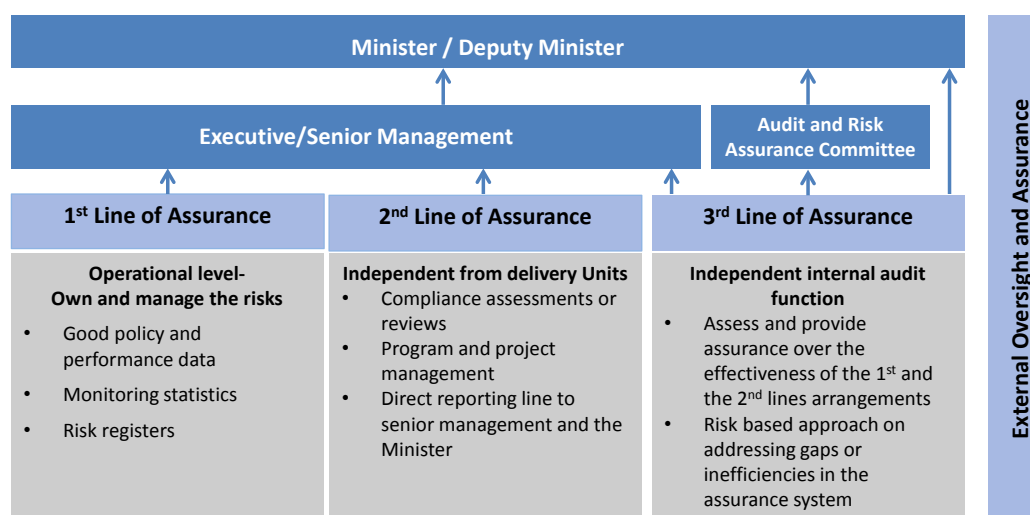 Minister / Deputy Minister
Executive/Senior Management
Audit and Risk
Assurance Committee
1st Line of Assurance
2nd Line of Assurance
3rd Line of Assurance
Operational level-
Own and manage the risks
• Good policy and
performance data
• Monitoring statistics
• Risk registers
Independent from delivery Units
• Compliance assessments or
reviews
• Program and project
management
• Direct reporting line to
senior management and the
Minister
Independent internal audit
function
• Assess and provide
assurance over the
effectiveness of the 1st and
the 2nd lines arrangements
• Risk based approach on
addressing gaps or
inefficiencies in the
assurance system
External Oversight and Assurance